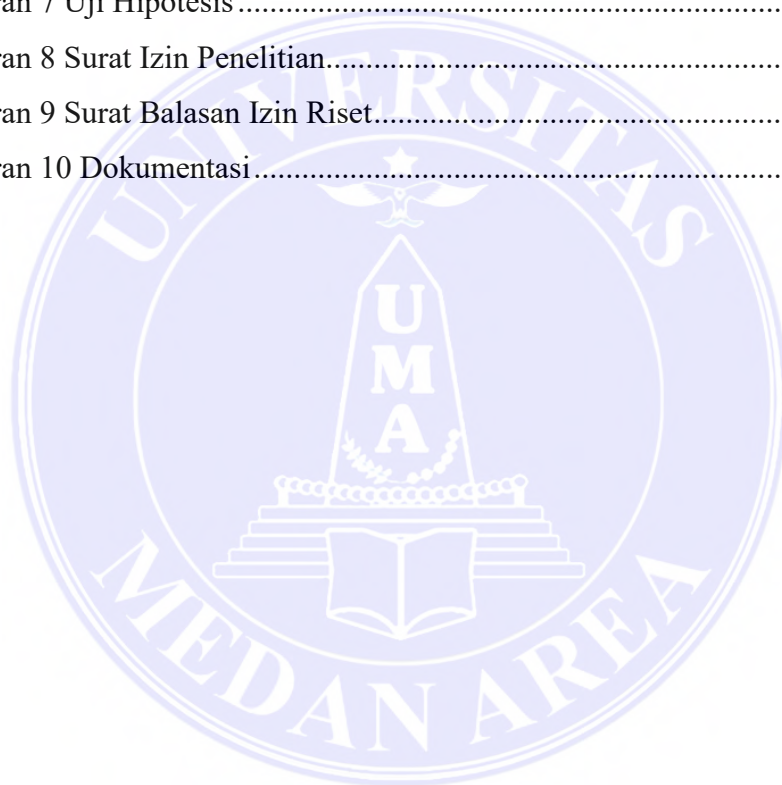 ran 7 Uji Hipotesis
ran 8 Surat Izin Penelitian
ran 9 Surat Balasan Izin Riset
ran 10 Dokumentasi
UNIVERSITAS
UMA
MEDAN AREA